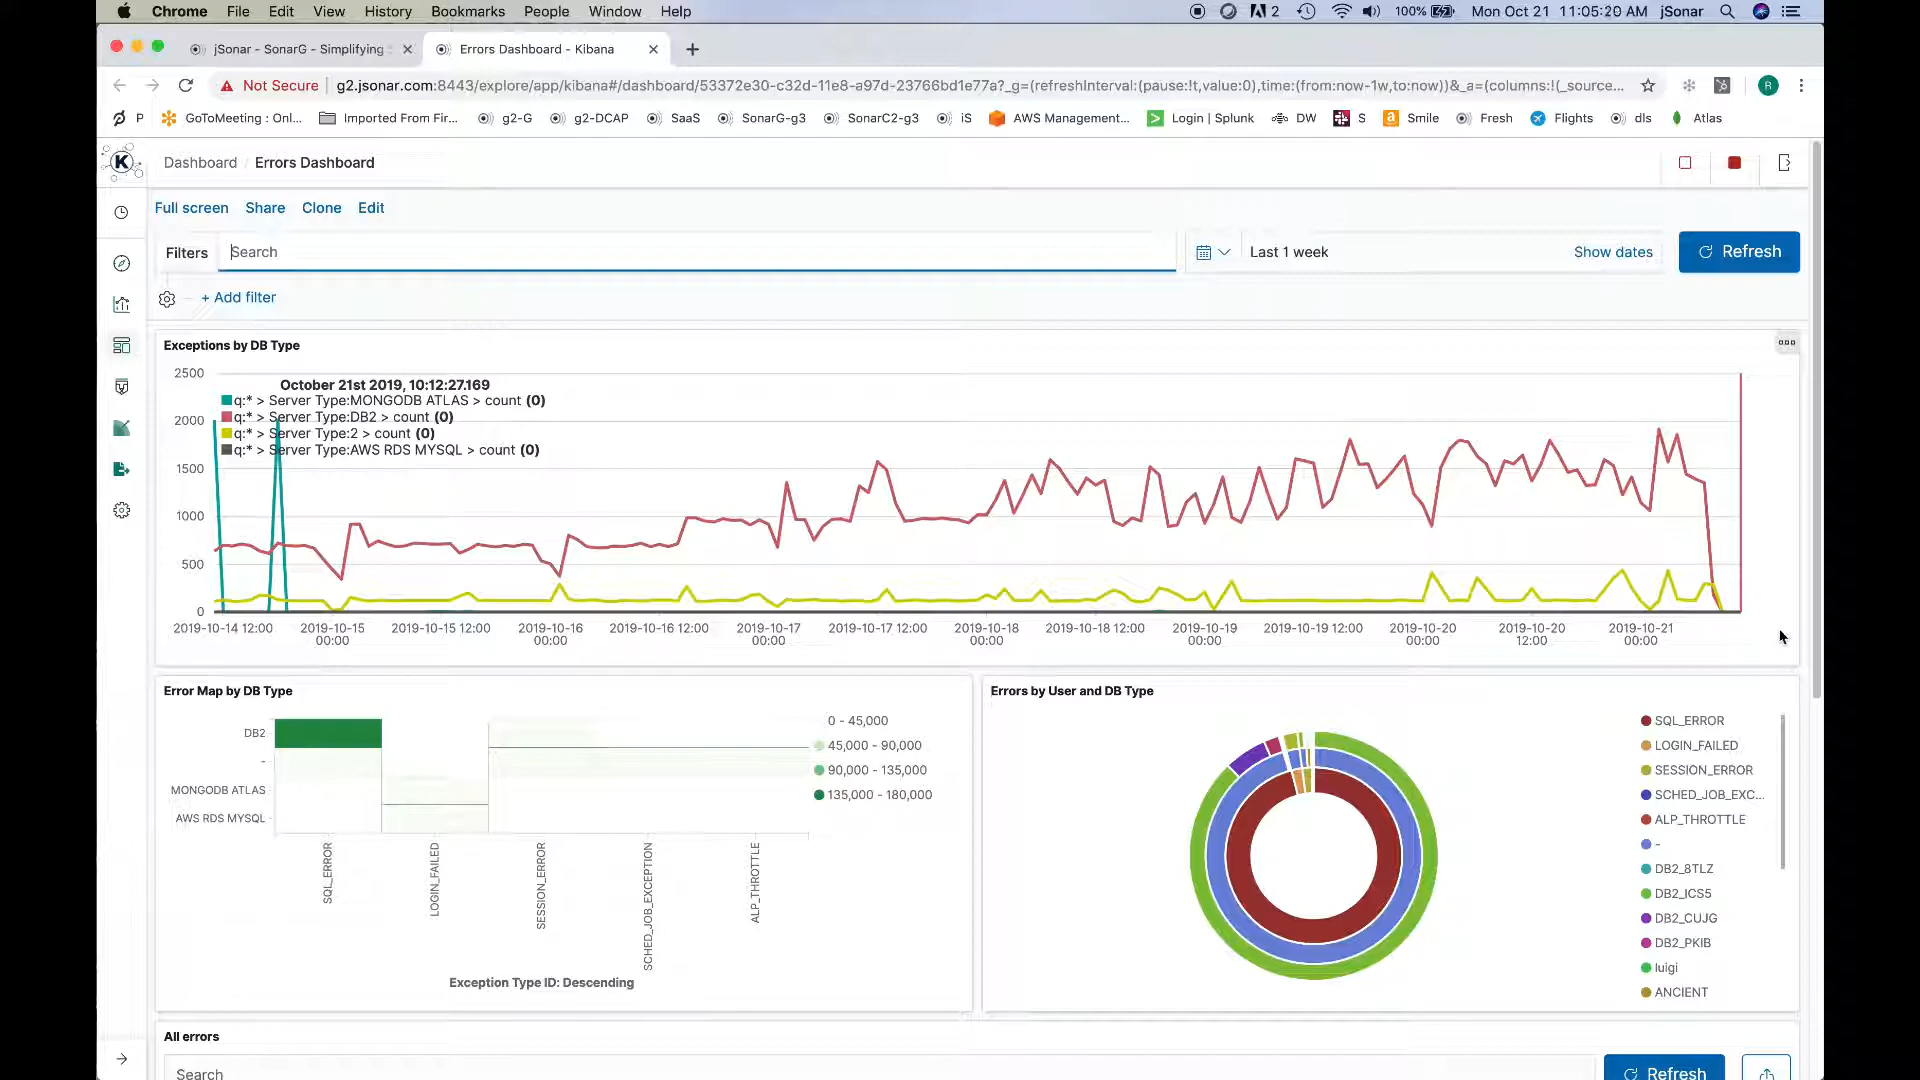 Chrome File Edit View History Bookmarks People Window Help 2 100% Mon Oct 21 11:05:20 AM jSonar
jSonar - SonarG - Simplifying Errors Dashboard - Kibana
Not Secure g2.jsonar.com:8443/explore/app/kibana#/dashboard/53372e30-c32d-11e8-a97d-23766bd1e77a?_g=(refreshInterval:(pause:!t,value:0),time:(from:now-1w,to:now))&_a=(columns:!(_source... R
P GoToMeeting : Onl... Imported From Fir... g2-G g2-DCAP SaaS SonarG-g3 SonarC2-g3 iS AWS Management... Login | Splunk DW S Smile Fresh Flights dls Atlas
K Dashboard / Errors Dashboard
Full screen Share Clone Edit
Filters Search Last 1 week Show dates Refresh
+ Add filter
Exceptions by DB Type
2500
2000
1500
1000
500
0
October 21st 2019, 10:12:27.169
q:* > Server Type:MONGODB ATLAS > count (0)
q:* > Server Type:DB2 > count (0)
q:* > Server Type:2 > count (0)
q:* > Server Type:AWS RDS MYSQL > count (0)
2019-10-14 12:00 2019-10-15 00:00 2019-10-15 12:00 2019-10-16 00:00 2019-10-16 12:00 2019-10-17 00:00 2019-10-17 12:00 2019-10-18 00:00 2019-10-18 12:00 2019-10-19 00:00 2019-10-19 12:00 2019-10-20 00:00 2019-10-20 12:00 2019-10-21 00:00
Error Map by DB Type
DB2
-
MONGODB ATLAS
AWS RDS MYSQL
SQL_ERROR
LOGIN_FAILED
SESSION_ERROR
SCHED_JOB_EXCEPTION
ALP_THROTTLE
Exception Type ID: Descending
0 - 45,000
45,000 - 90,000
90,000 - 135,000
135,000 - 180,000
Errors by User and DB Type
SQL_ERROR
LOGIN_FAILED
SESSION_ERROR
SCHED_JOB_EXC...
ALP_THROTTLE
-
DB2_8TLZ
DB2_ICS5
DB2_CUJG
DB2_PKIB
luigi
ANCIENT
All errors
Search Refresh